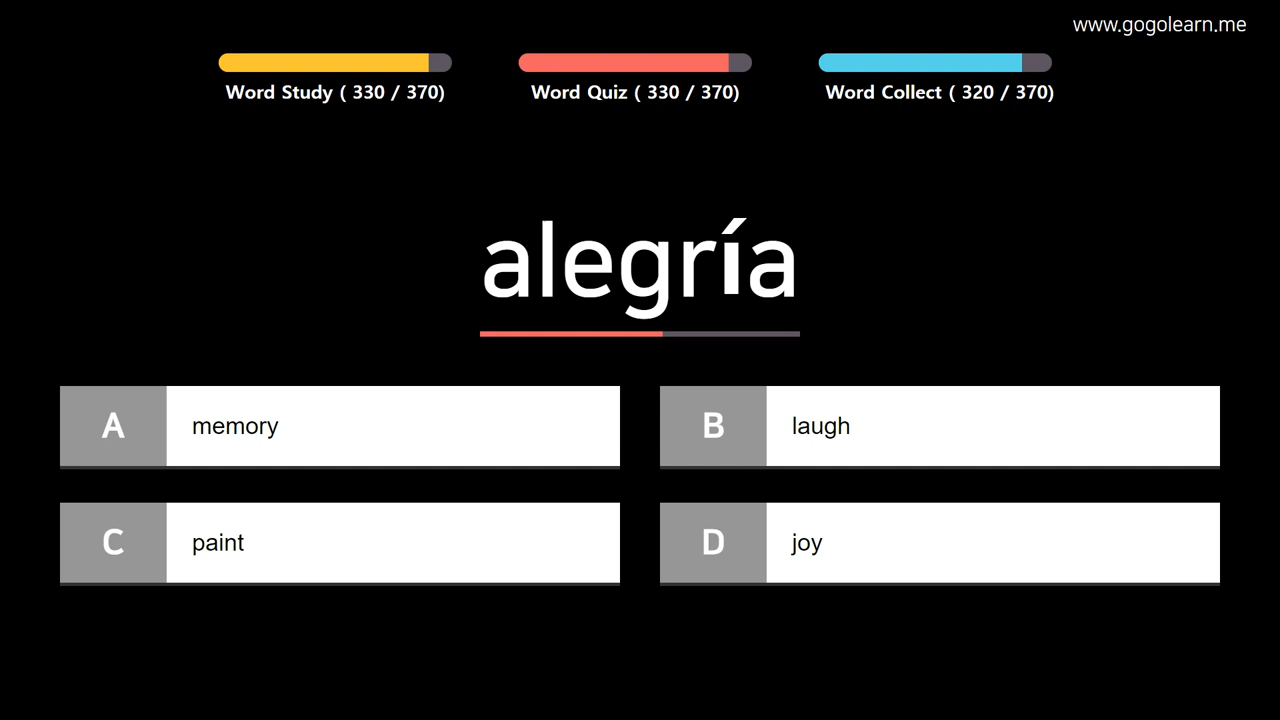 www.gogolearn.me
Word Study ( 330 / 370)
Word Quiz ( 330 / 370)
Word Collect ( 320 / 370)
alegría
A memory
B laugh
C paint
D joy